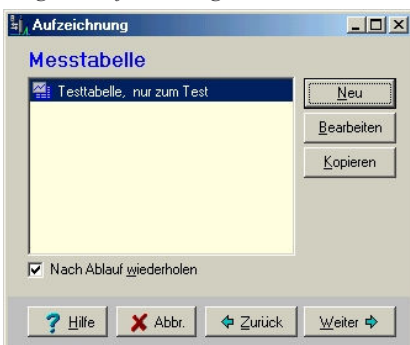 Aufzeichnung
Messtabelle
Testtabelle, nur zum Test
Neu
Bearbeiten
Kopieren
Nach Ablauf wiederholen
Hilfe
Abbr.
Zurück
Weiter